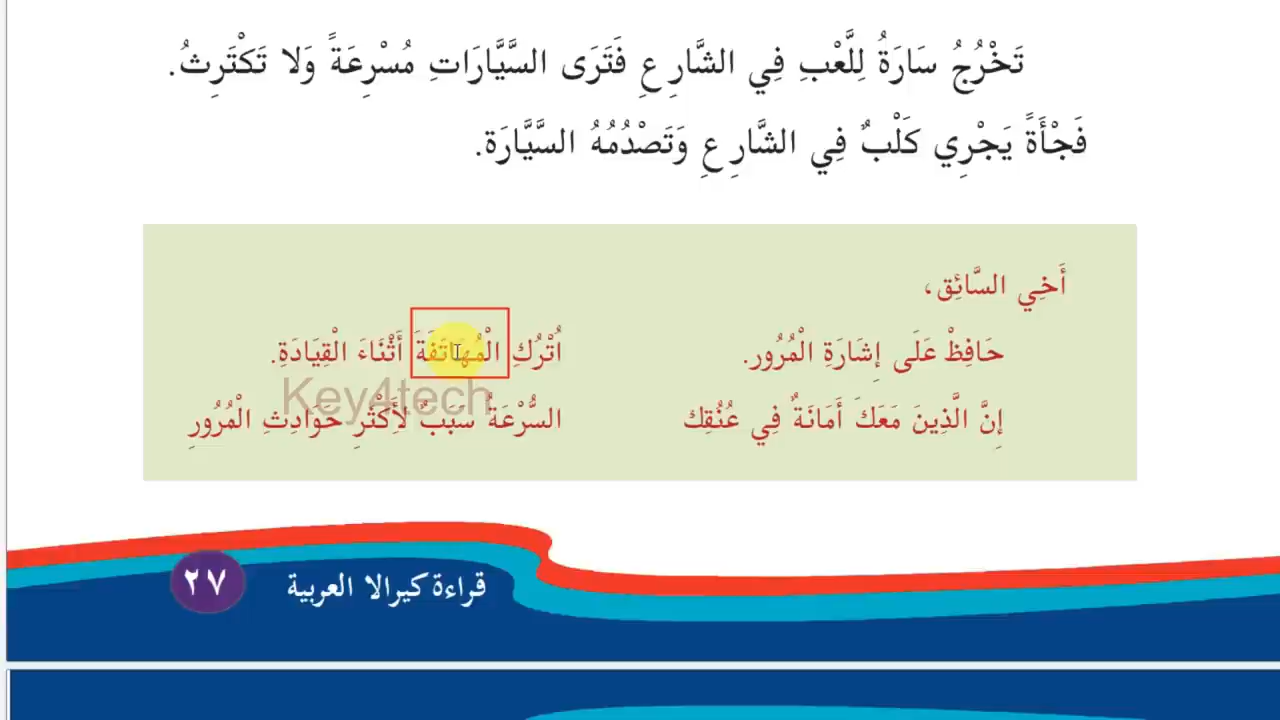 تَخْرُجُ سَارَةُ لِلَّعْبِ فِي الشَّارِعِ فَتَرَى السَّيَّارَاتِ مُسْرِعَةً وَلا تَكْتَرِثُ.
فَجْأَةً يَجْرِي كَلْبٌ فِي الشَّارِعِ وَتَصْدُمُهُ السَّيَّارَة.
أَخِي السَّائِق،
حَافِظْ عَلَى إِشَارَةِ الْمُرُور. اُتْرُكِ الْمُهَاتَفَةَ أَثْنَاءَ الْقِيَادَةِ.
إِنَّ الَّذِينَ مَعَكَ أَمَانَةٌ فِي عُنُقِك السُّرْعَةُ سَبَبٌ لأَكْثَرِ حَوَادِثِ الْمُرُورِ
Key4tech
قراءة كيرالا العربية ٢٧